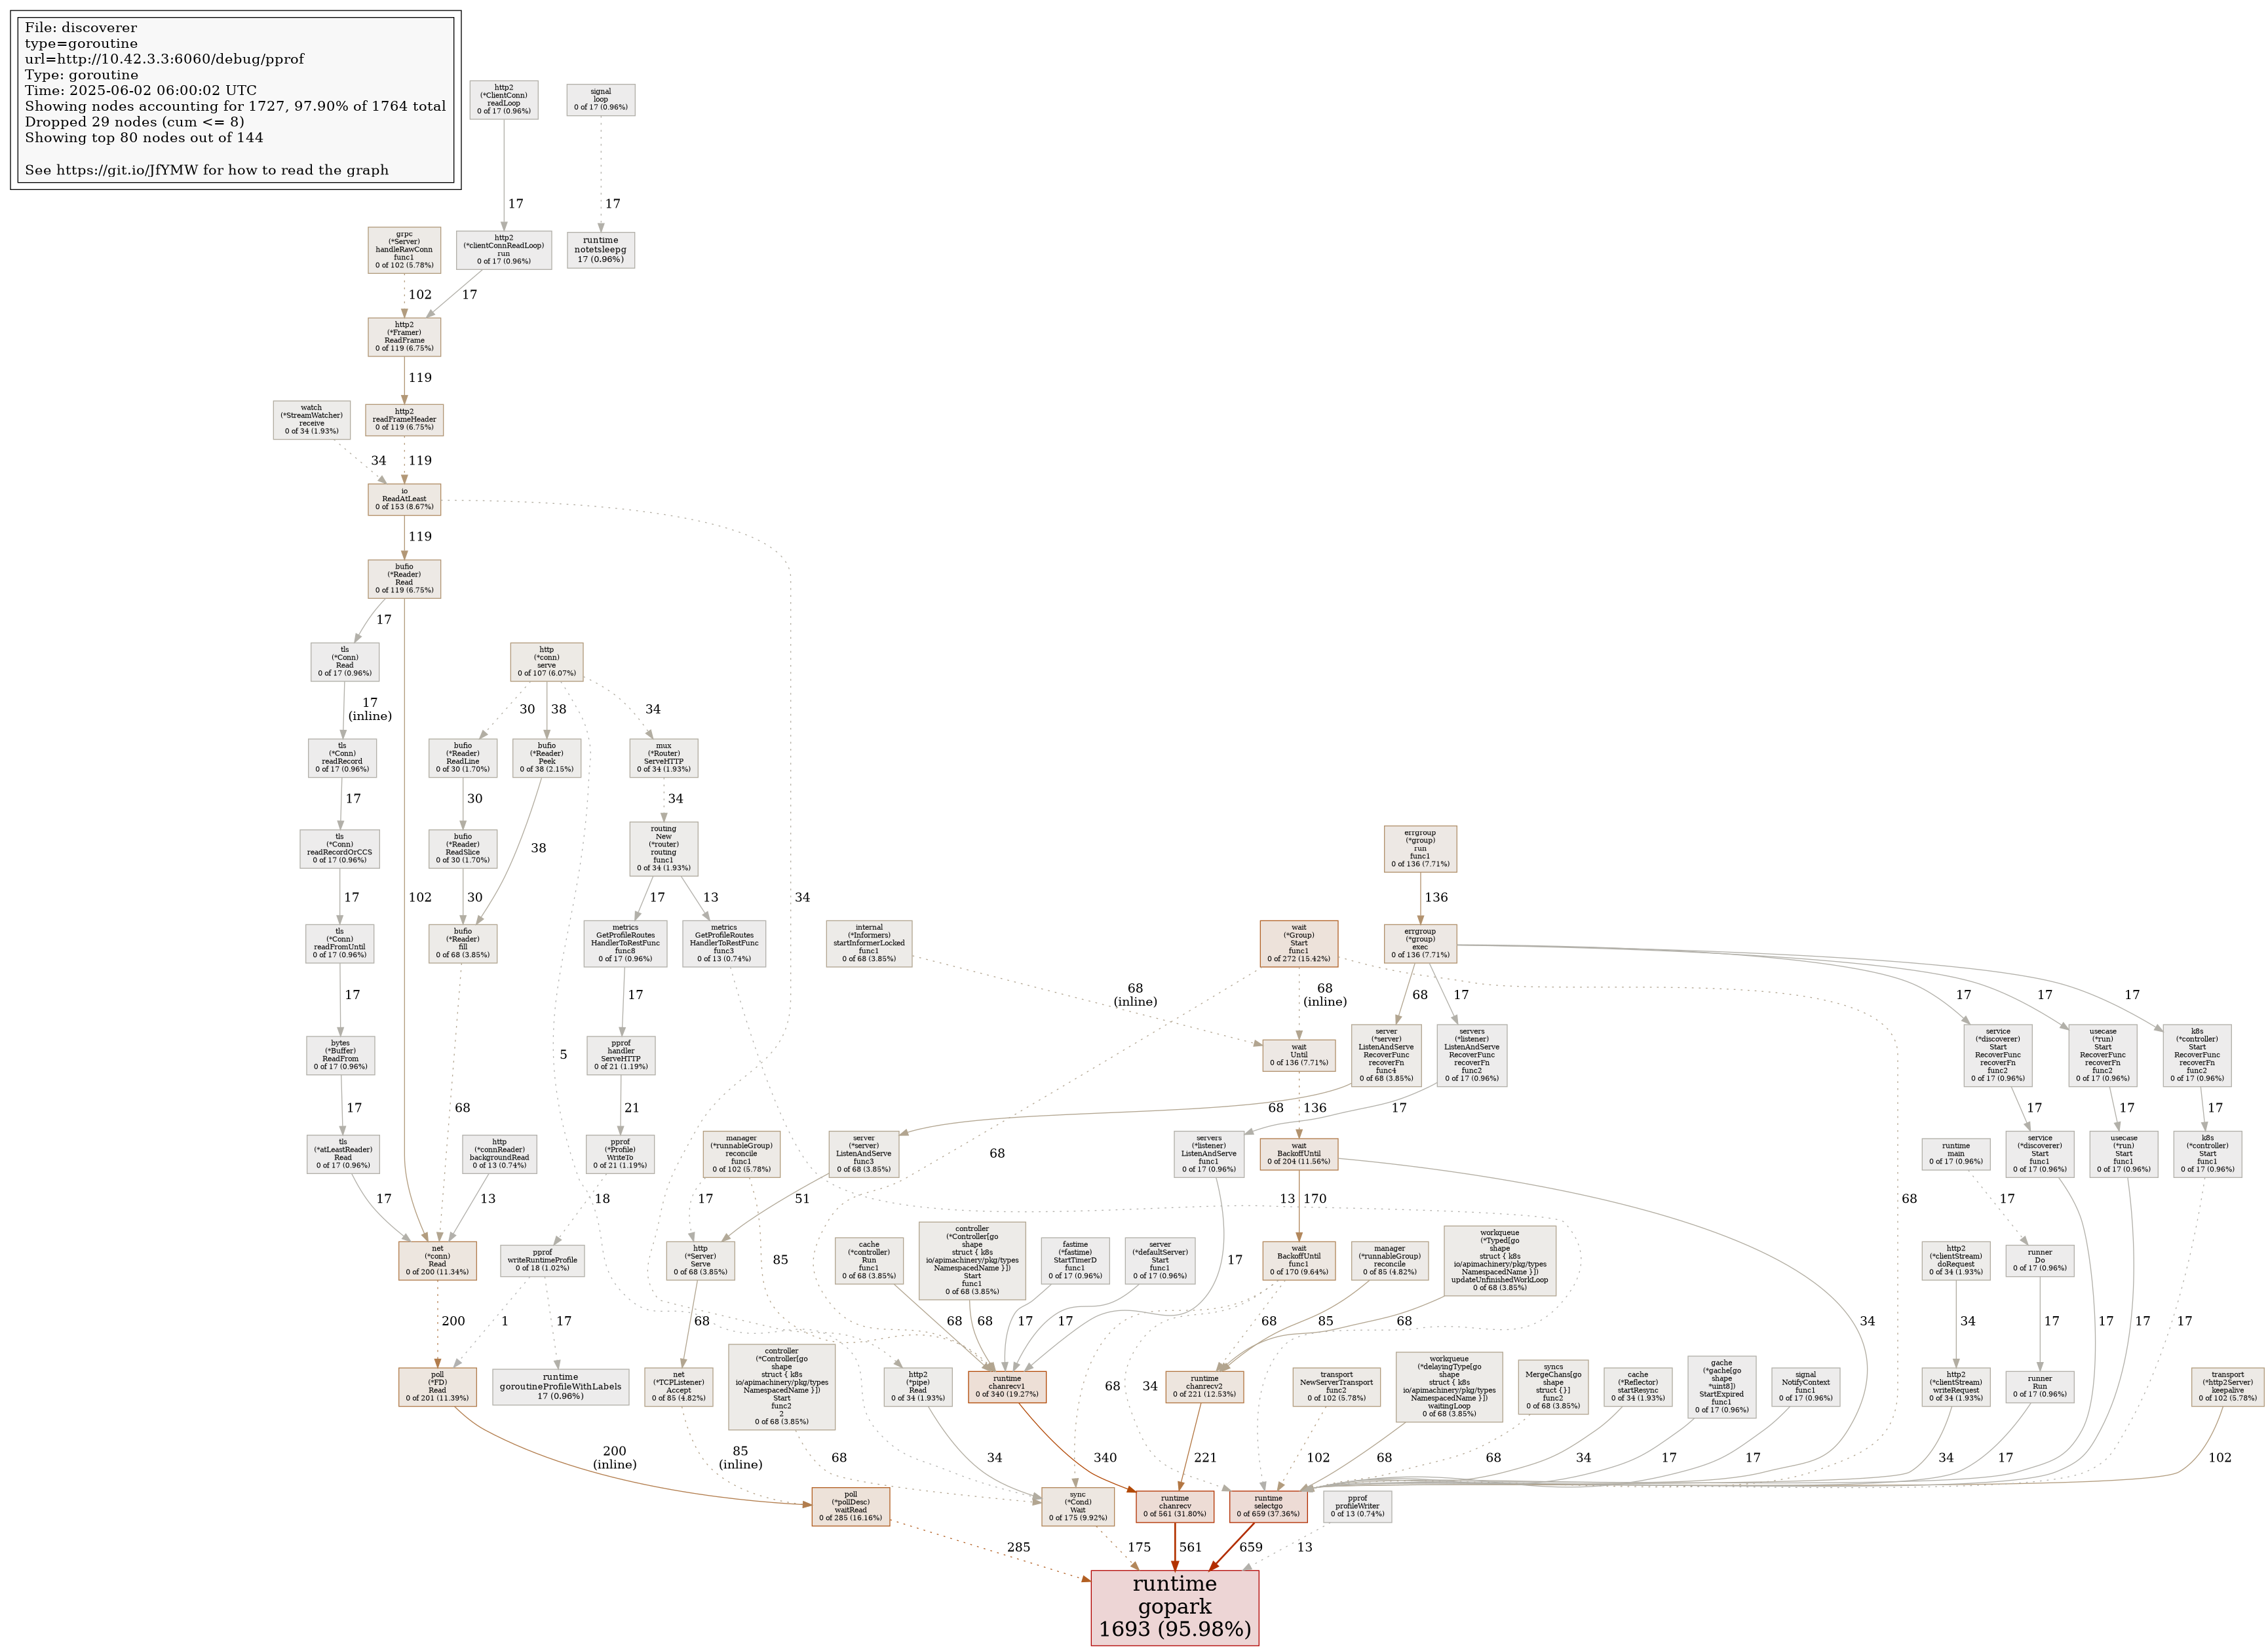 File: discoverer
type=goroutine
url=http://10.42.3.3:6060/debug/pprof
Type: goroutine
Time: 2025-06-02 06:00:02 UTC
Showing nodes accounting for 1727, 97.90% of 1764 total
Dropped 29 nodes (cum <= 8)
Showing top 80 nodes out of 144
See https://git.io/JfYMW for how to read the graph
http2
(*ClientConn)
readLoop
0 of 17 (0.96%)
signal
loop
0 of 17 (0.96%)
17
17
grpc
(*Server)
handleRawConn
func1
0 of 102 (5.78%)
http2
(*clientConnReadLoop)
run
0 of 17 (0.96%)
runtime
notetsleepg
17 (0.96%)
102
17
http2
(*Framer)
ReadFrame
0 of 119 (6.75%)
119
watch
(*StreamWatcher)
receive
0 of 34 (1.93%)
http2
readFrameHeader
0 of 119 (6.75%)
34
119
io
ReadAtLeast
0 of 153 (8.67%)
119
bufio
(*Reader)
Read
0 of 119 (6.75%)
17
tls
(*Conn)
Read
0 of 17 (0.96%)
http
(*conn)
serve
0 of 107 (6.07%)
17
(inline)
30
38
34
tls
(*Conn)
readRecord
0 of 17 (0.96%)
bufio
(*Reader)
ReadLine
0 of 30 (1.70%)
bufio
(*Reader)
Peek
0 of 38 (2.15%)
mux
(*Router)
ServeHTTP
0 of 34 (1.93%)
17
30
34
tls
(*Conn)
readRecordOrCCS
0 of 17 (0.96%)
bufio
(*Reader)
ReadSlice
0 of 30 (1.70%)
38
routing
New
(*router)
routing
func1
0 of 34 (1.93%)
errgroup
(*group)
run
func1
0 of 136 (7.71%)
17
102
30
17
13
34
136
tls
(*Conn)
readFromUntil
0 of 17 (0.96%)
bufio
(*Reader)
fill
0 of 68 (3.85%)
metrics
GetProfileRoutes
HandlerToRestFunc
func8
0 of 17 (0.96%)
metrics
GetProfileRoutes
HandlerToRestFunc
func3
0 of 13 (0.74%)
internal
(*Informers)
startInformerLocked
func1
0 of 68 (3.85%)
wait
(*Group)
Start
func1
0 of 272 (15.42%)
errgroup
(*group)
exec
0 of 136 (7.71%)
17
17
68
(inline)
68
(inline)
68
17
17
17
17
bytes
(*Buffer)
ReadFrom
0 of 17 (0.96%)
5
pprof
handler
ServeHTTP
0 of 21 (1.19%)
wait
Until
0 of 136 (7.71%)
server
(*server)
ListenAndServe
RecoverFunc
recoverFn
func4
0 of 68 (3.85%)
servers
(*listener)
ListenAndServe
RecoverFunc
recoverFn
func2
0 of 17 (0.96%)
service
(*discoverer)
Start
RecoverFunc
recoverFn
func2
0 of 17 (0.96%)
usecase
(*run)
Start
RecoverFunc
recoverFn
func2
0 of 17 (0.96%)
k8s
(*controller)
Start
RecoverFunc
recoverFn
func2
0 of 17 (0.96%)
17
68
21
68
136
17
17
17
17
tls
(*atLeastReader)
Read
0 of 17 (0.96%)
http
(*connReader)
backgroundRead
0 of 13 (0.74%)
pprof
(*Profile)
WriteTo
0 of 21 (1.19%)
manager
(*runnableGroup)
reconcile
func1
0 of 102 (5.78%)
server
(*server)
ListenAndServe
func3
0 of 68 (3.85%)
68
servers
(*listener)
ListenAndServe
func1
0 of 17 (0.96%)
wait
BackoffUntil
0 of 204 (11.56%)
runtime
main
0 of 17 (0.96%)
service
(*discoverer)
Start
func1
0 of 17 (0.96%)
usecase
(*run)
Start
func1
0 of 17 (0.96%)
k8s
(*controller)
Start
func1
0 of 17 (0.96%)
17
13
18
17
51
13
170
68
17
net
(*conn)
Read
0 of 200 (11.34%)
pprof
writeRuntimeProfile
0 of 18 (1.02%)
http
(*Server)
Serve
0 of 68 (3.85%)
85
cache
(*controller)
Run
func1
0 of 68 (3.85%)
controller
(*Controller[go
shape
struct { k8s
io/apimachinery/pkg/types
NamespacedName }])
Start
func1
0 of 68 (3.85%)
fastime
(*fastime)
StartTimerD
func1
0 of 17 (0.96%)
server
(*defaultServer)
Start
func1
0 of 17 (0.96%)
17
wait
BackoffUntil
func1
0 of 170 (9.64%)
manager
(*runnableGroup)
reconcile
0 of 85 (4.82%)
workqueue
(*Typed[go
shape
struct { k8s
io/apimachinery/pkg/types
NamespacedName }])
updateUnfinishedWorkLoop
0 of 68 (3.85%)
http2
(*clientStream)
doRequest
0 of 34 (1.93%)
runner
Do
0 of 17 (0.96%)
200
1
17
68
68
68
17
17
68
85
68
34
34
17
17
17
17
poll
(*FD)
Read
0 of 201 (11.39%)
runtime
goroutineProfileWithLabels
17 (0.96%)
net
(*TCPListener)
Accept
0 of 85 (4.82%)
controller
(*Controller[go
shape
struct { k8s
io/apimachinery/pkg/types
NamespacedName }])
Start
func2
2
0 of 68 (3.85%)
http2
(*pipe)
Read
0 of 34 (1.93%)
runtime
chanrecv1
0 of 340 (19.27%)
68
34
runtime
chanrecv2
0 of 221 (12.53%)
transport
NewServerTransport
func2
0 of 102 (5.78%)
workqueue
(*delayingType[go
shape
struct { k8s
io/apimachinery/pkg/types
NamespacedName }])
waitingLoop
0 of 68 (3.85%)
syncs
MergeChans[go
shape
struct {}]
func2
0 of 68 (3.85%)
cache
(*Reflector)
startResync
0 of 34 (1.93%)
gache
(*gache[go
shape
*uint8])
StartExpired
func1
0 of 17 (0.96%)
signal
NotifyContext
func1
0 of 17 (0.96%)
http2
(*clientStream)
writeRequest
0 of 34 (1.93%)
runner
Run
0 of 17 (0.96%)
transport
(*http2Server)
keepalive
0 of 102 (5.78%)
200
(inline)
85
(inline)
68
34
340
221
102
68
68
34
17
17
34
17
102
poll
(*pollDesc)
waitRead
0 of 285 (16.16%)
sync
(*Cond)
Wait
0 of 175 (9.92%)
runtime
chanrecv
0 of 561 (31.80%)
runtime
selectgo
0 of 659 (37.36%)
pprof
profileWriter
0 of 13 (0.74%)
285
175
561
659
13
runtime
gopark
1693 (95.98%)